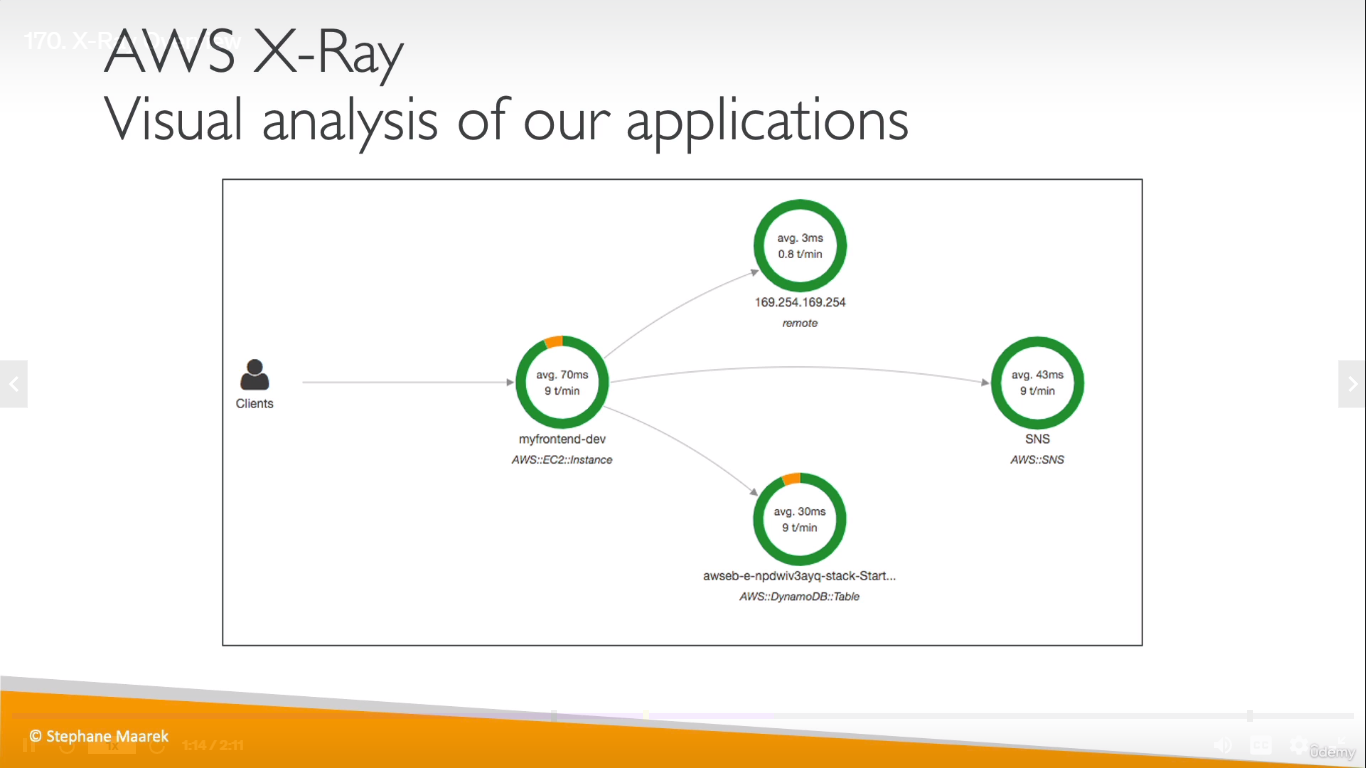 170. X-Ray Overview
AWS X-Ray
Visual analysis of our applications
avg. 3ms
0.8 t/min
169.254.169.254
remote
Clients
avg. 70ms
9 t/min
myfrontend-dev
AWS::EC2::Instance
avg. 43ms
9 t/min
SNS
AWS::SNS
avg. 30ms
9 t/min
awseb-e-npdwiv3ayq-stack-Start...
AWS::DynamoDB::Table
© Stephane Maarek
1x
1:14 / 2:11
CC
ûdemy